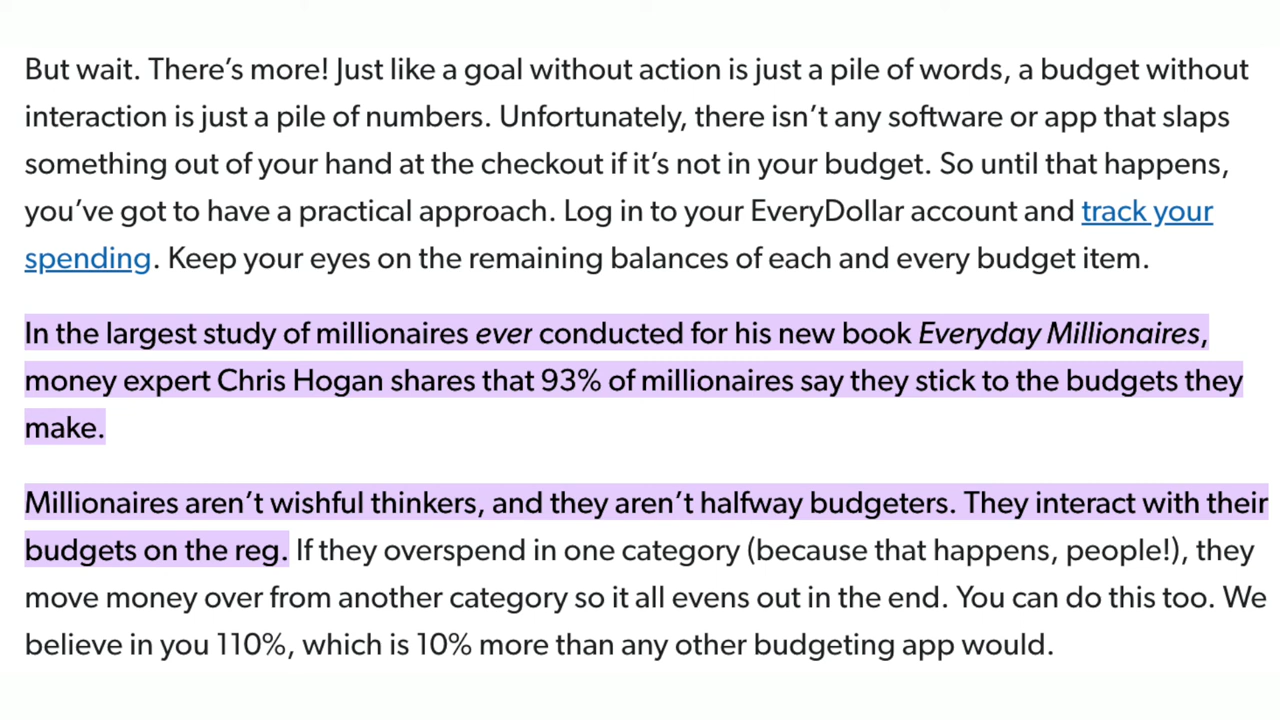 But wait. There’s more! Just like a goal without action is just a pile of words, a budget without
interaction is just a pile of numbers. Unfortunately, there isn’t any software or app that slaps
something out of your hand at the checkout if it’s not in your budget. So until that happens,
you’ve got to have a practical approach. Log in to your EveryDollar account and track your
spending. Keep your eyes on the remaining balances of each and every budget item.
In the largest study of millionaires ever conducted for his new book Everyday Millionaires,
money expert Chris Hogan shares that 93% of millionaires say they stick to the budgets they
make.
Millionaires aren’t wishful thinkers, and they aren’t halfway budgeters. They interact with their
budgets on the reg. If they overspend in one category (because that happens, people!), they
move money over from another category so it all evens out in the end. You can do this too. We
believe in you 110%, which is 10% more than any other budgeting app would.